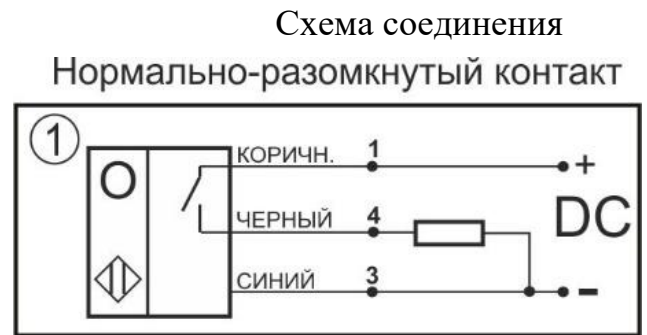 Схема соединения
Нормально-разомкнутый контакт
1
О
КОРИЧН. 1
+
ЧЕРНЫЙ 4
DC
СИНИЙ 3
-